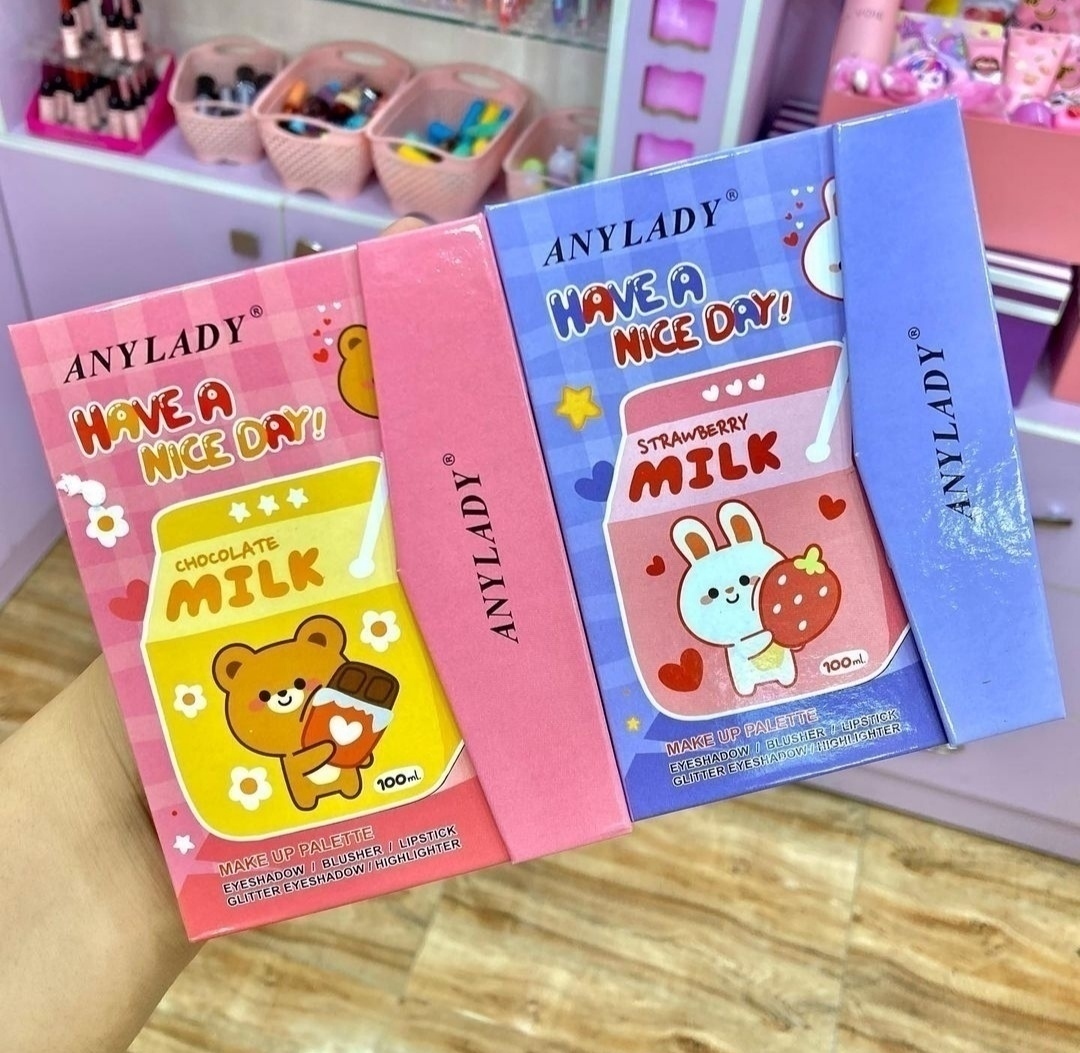 ANYLADY®
HAVE A
NICE DAY!
CHOCOLATE
MILK
100ml.
MAKE UP PALETTE
EYESHADOW / BLUSHER / LIPSTICK
GLITTER EYESHADOW / HIGHLIGHTER
ANYLADY®
ANYLADY®
HAVE A
NICE DAY!
STRAWBERRY
MILK
100ml.
MAKE UP PALETTE
EYESHADOW / BLUSHER / LIPSTICK
GLITTER EYESHADOW / HIGHLIGHTER
ANYLADY®